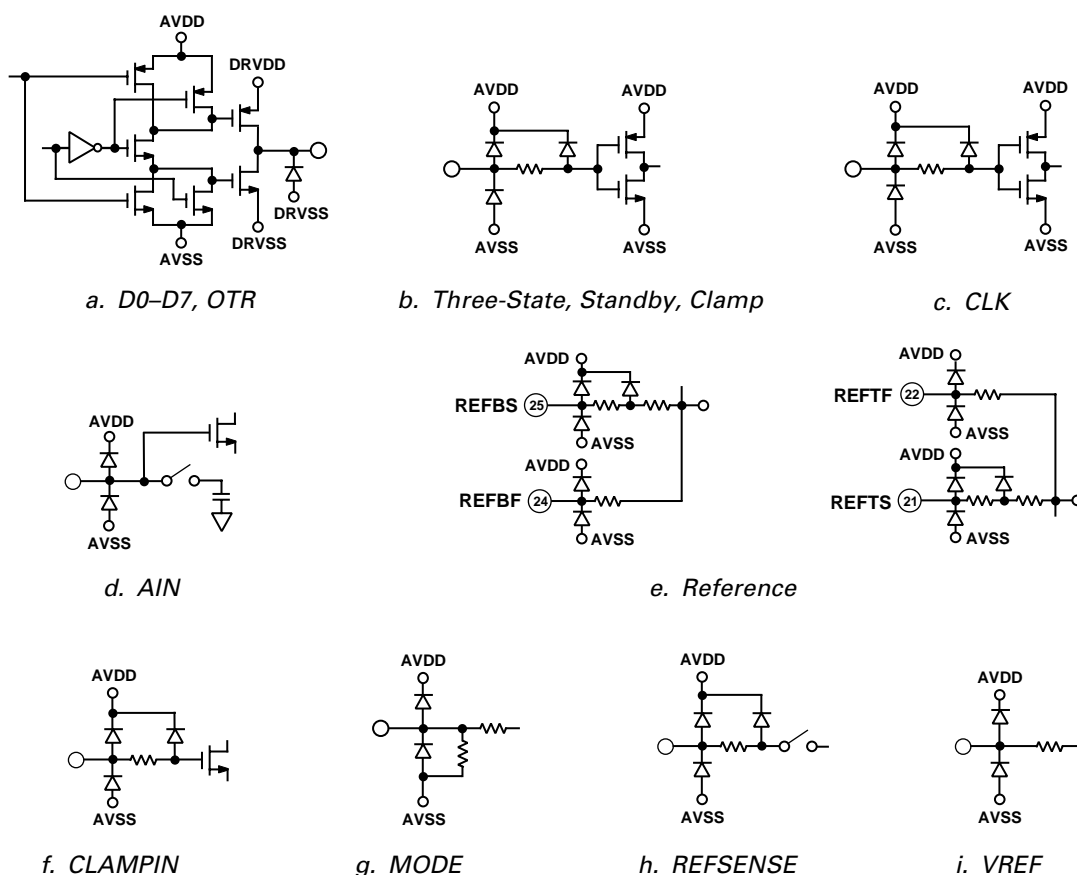 AVDD
DRVDD
DRVSS
DRVSS
AVSS
a. D0–D7, OTR
AVDD
AVDD
AVSS
AVSS
b. Three-State, Standby, Clamp
AVDD
AVDD
AVSS
AVSS
c. CLK
AVDD
AVSS
d. AIN
AVDD
REFBS 25
AVSS
AVDD
REFBF 24
AVSS
AVDD
REFTF 22
AVSS
AVDD
REFTS 21
AVSS
e. Reference
AVDD
AVSS
f. CLAMPIN
AVDD
AVSS
g. MODE
AVDD
AVSS
h. REFSENSE
AVDD
AVSS
i. VREF